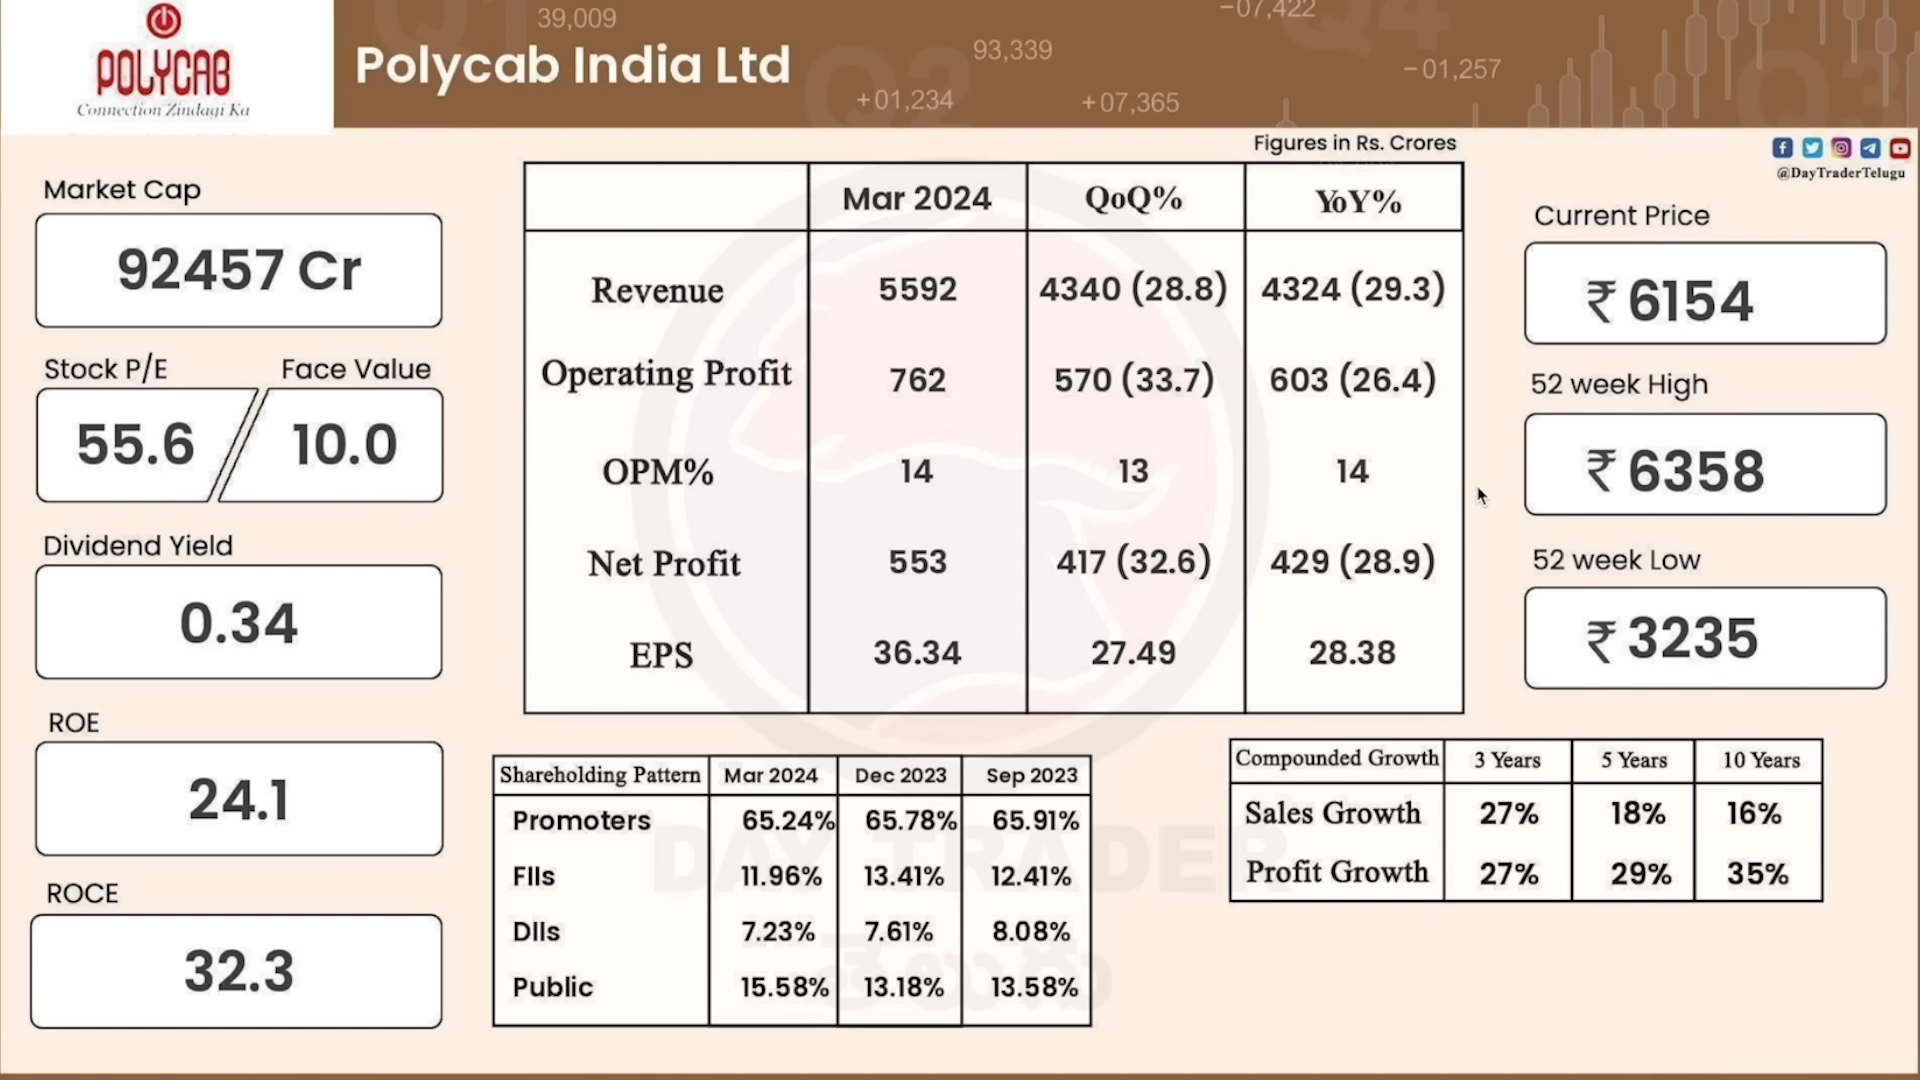 POLYCAB
Connection Zindagi Ka
Polycab India Ltd
Q1
39,009
Q2
+01,234
93,339
+07,365
-07,422
Q4
-01,257
Q3
Figures in Rs. Crores
@DayTraderTelugu
Market Cap
92457 Cr
Stock P/E Face Value
55.6 10.0
Dividend Yield
0.34
ROE
24.1
ROCE
32.3
Mar 2024 QoQ% YoY%
Revenue 5592 4340 (28.8) 4324 (29.3)
Operating Profit 762 570 (33.7) 603 (26.4)
OPM% 14 13 14
Net Profit 553 417 (32.6) 429 (28.9)
EPS 36.34 27.49 28.38
Current Price
₹ 6154
52 week High
₹ 6358
52 week Low
₹ 3235
Shareholding Pattern Mar 2024 Dec 2023 Sep 2023
Promoters 65.24% 65.78% 65.91%
FIIs 11.96% 13.41% 12.41%
DIIs 7.23% 7.61% 8.08%
Public 15.58% 13.18% 13.58%
DAY TRADER
తెలుగు
Compounded Growth 3 Years 5 Years 10 Years
Sales Growth 27% 18% 16%
Profit Growth 27% 29% 35%